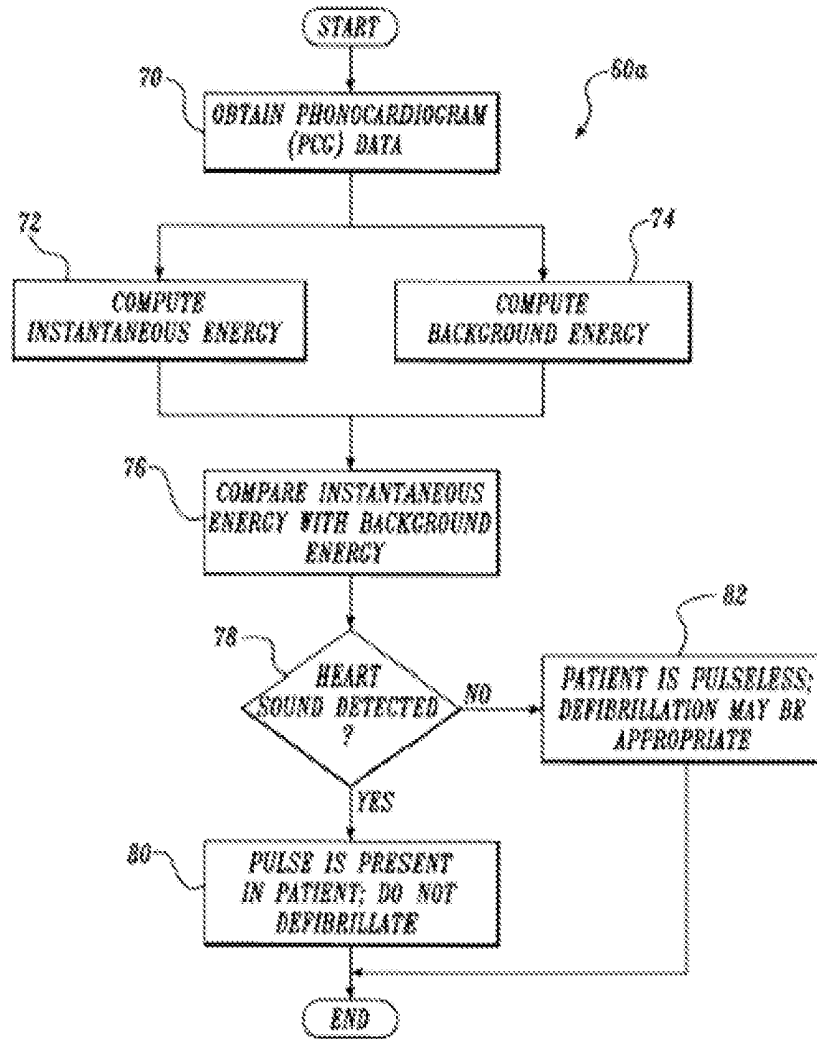 START
60a
70
OBTAIN PHONOCARDIOGRAM
(PCG) DATA
72
74
COMPUTE
INSTANTANEOUS ENERGY
COMPUTE
BACKGROUND ENERGY
76
COMPARE INSTANTANEOUS
ENERGY WITH BACKGROUND
ENERGY
78
HEART
SOUND DETECTED
?
NO
82
PATIENT IS PULSELESS;
DEFIBRILLATION MAY BE
APPROPRIATE
YES
80
PULSE IS PRESENT
IN PATIENT; DO NOT
DEFIBRILLATE
END